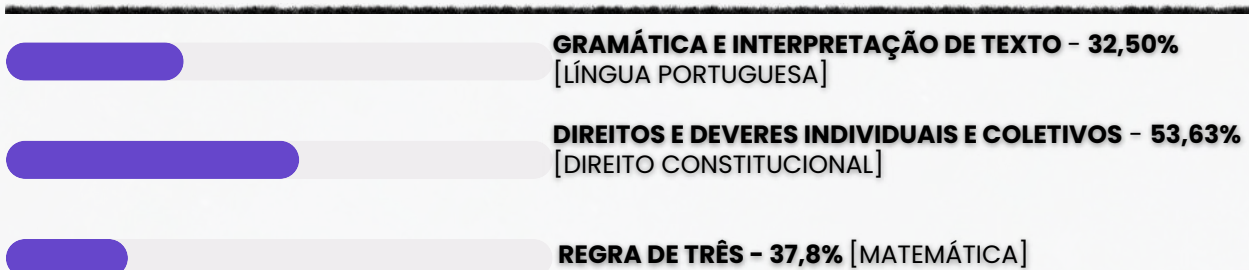 GRAMÁTICA E INTERPRETAÇÃO DE TEXTO - 32,50%
[LÍNGUA PORTUGUESA]
DIREITOS E DEVERES INDIVIDUAIS E COLETIVOS - 53,63%
[DIREITO CONSTITUCIONAL]
REGRA DE TRÊS - 37,8% [MATEMÁTICA]